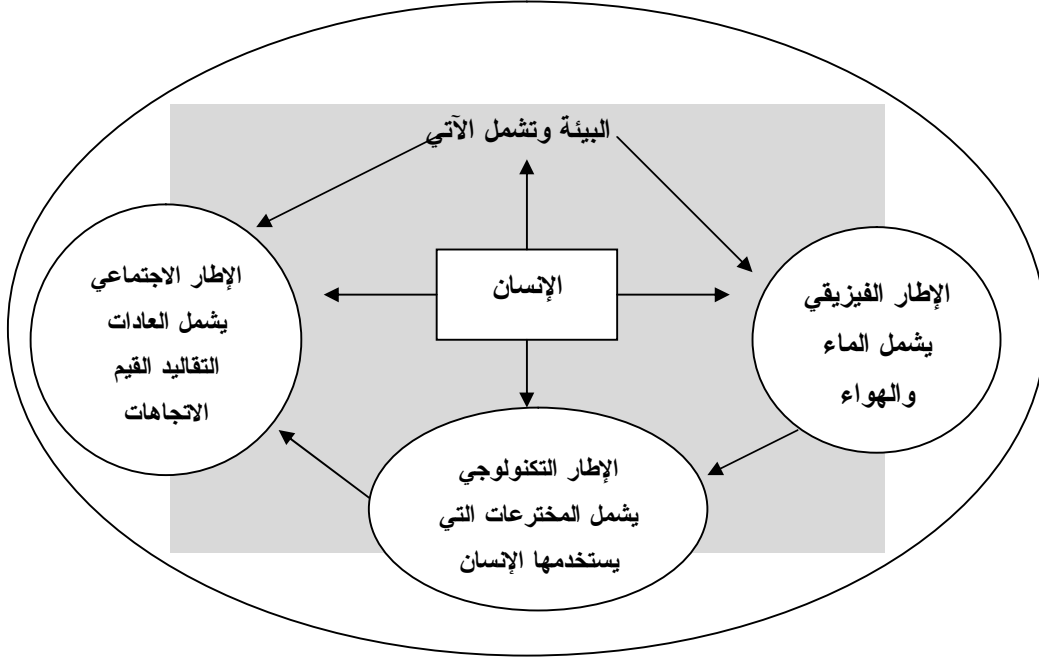 البيئة وتشمل الآتي
الإنسان
الإطار الفيزيقي
يشمل الماء
والهواء
الإطار الاجتماعي
يشمل العادات
التقاليد القيم
الاتجاهات
الإطار التكنولوجي
يشمل المخترعات التي
يستخدمها الإنسان